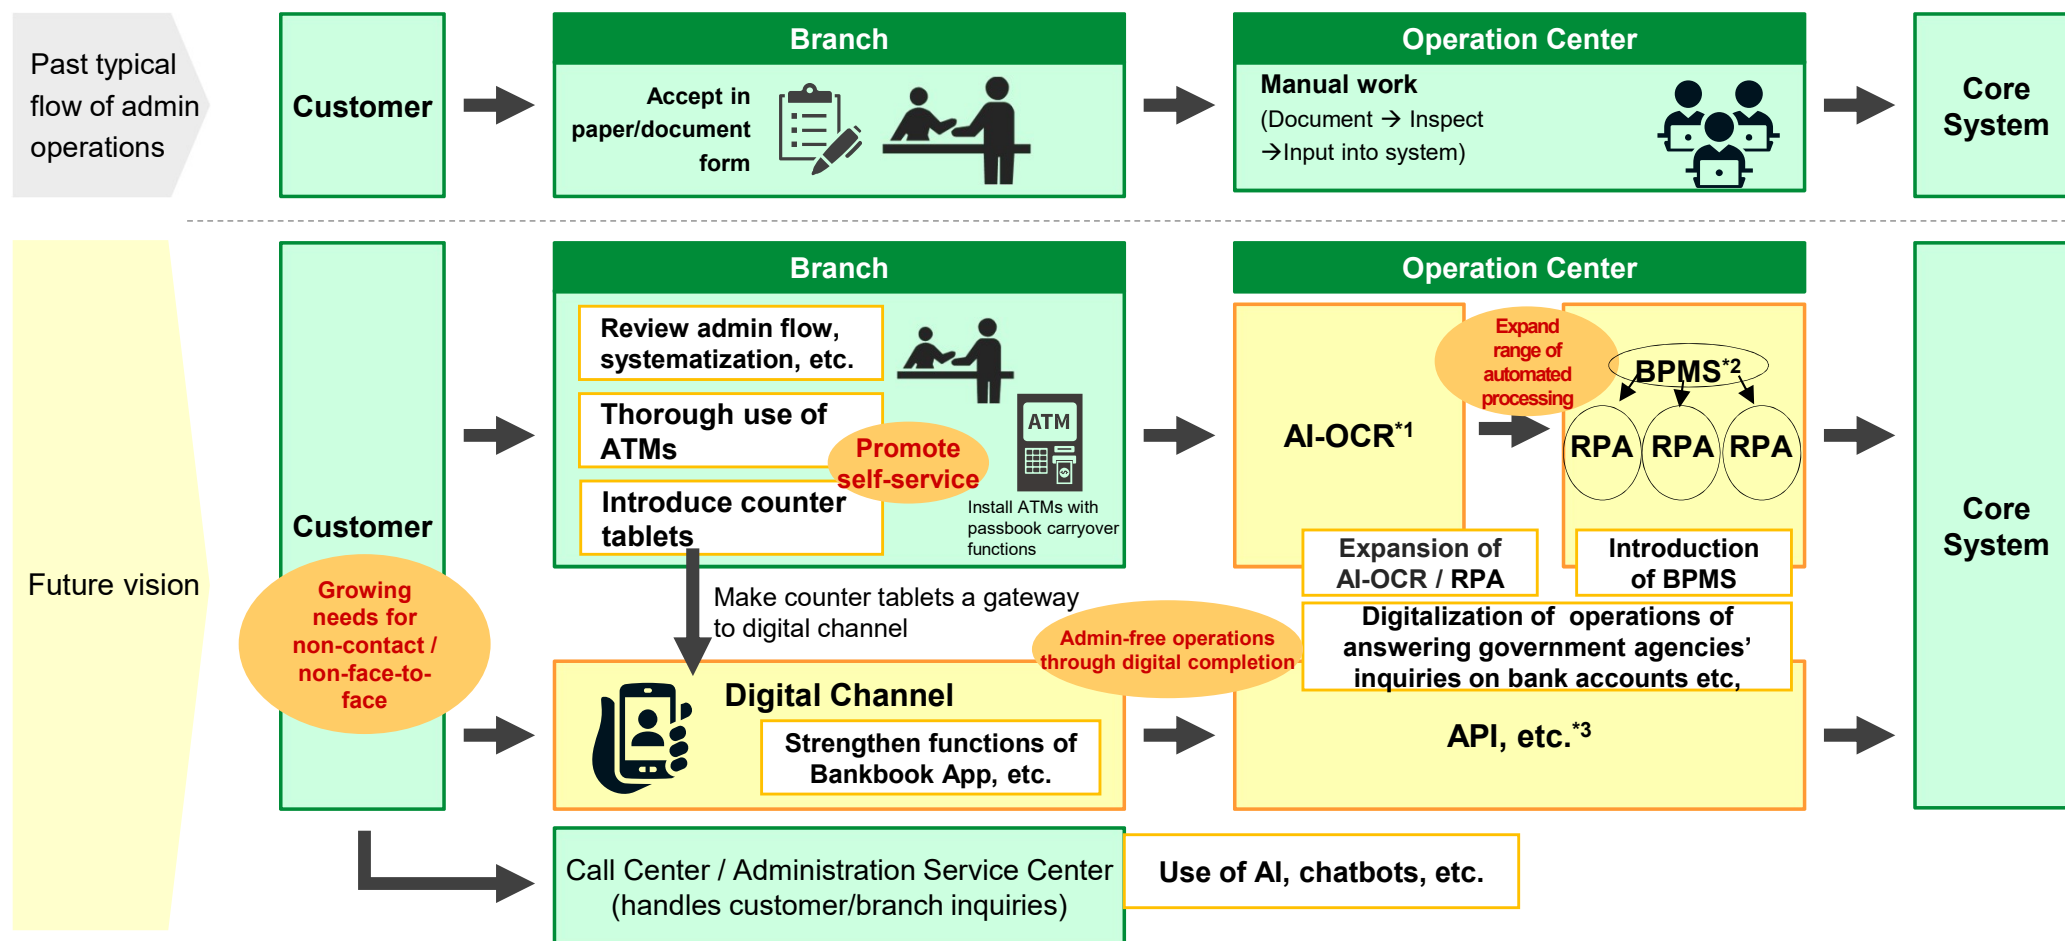 Past typical
flow of admin
operations
Customer
Branch
Accept in
paper/document
form
Operation Center
Manual work
(Document → Inspect
→Input into system)
Core
System
Future vision
Customer
Growing
needs for
non-contact /
non-face-to-
face
Branch
Review admin flow,
systematization, etc.
Thorough use of
ATMs
Promote
self-service
Introduce counter
tablets
ATM
Install ATMs with
passbook carryover
functions
Make counter tablets a gateway
to digital channel
Digital Channel
Strengthen functions of
Bankbook App, etc.
Operation Center
AI-OCR*1
Expand
range of
automated
processing
BPMS*2
RPA
RPA
RPA
Expansion of
AI-OCR / RPA
Introduction
of BPMS
Admin-free operations
through digital completion
Digitalization of operations of
answering government agencies’
inquiries on bank accounts etc,
API, etc.*3
Core
System
Call Center / Administration Service Center
(handles customer/branch inquiries)
Use of AI, chatbots, etc.